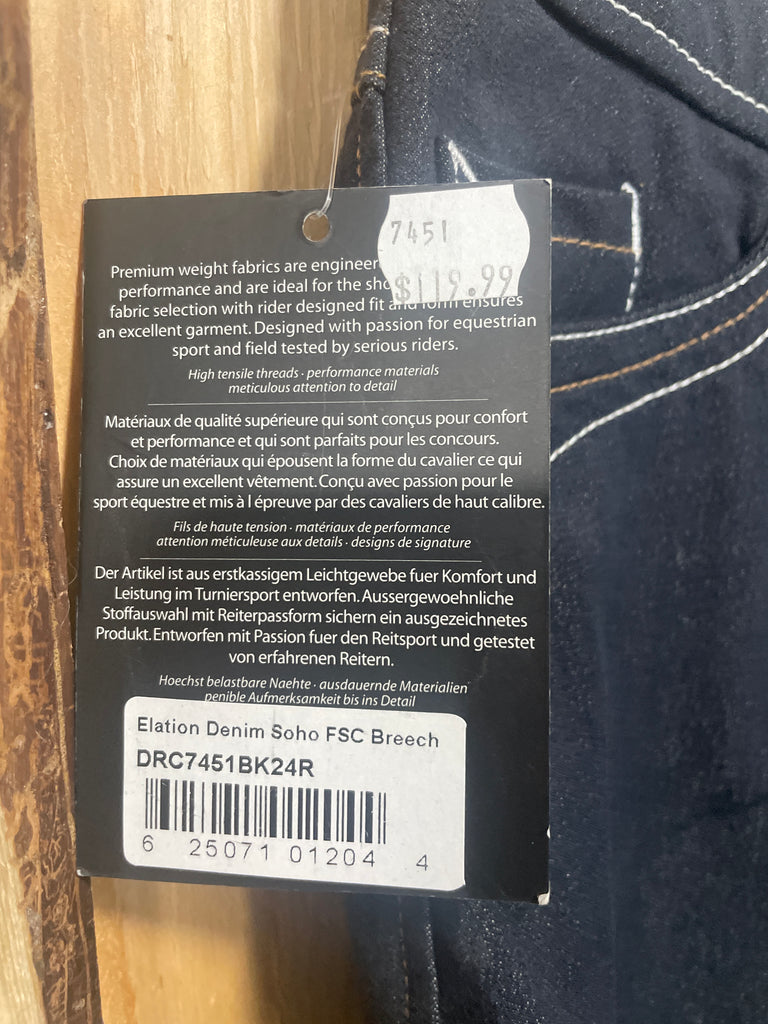 7451
$119.99
Premium weight fabrics are engineer
performance and are ideal for the sho
fabric selection with rider designed fit and form ensures
an excellent garment. Designed with passion for equestrian
sport and field tested by serious riders.
High tensile threads · performance materials
meticulous attention to detail
Matériaux de qualité supérieure qui sont conçus pour confort
et performance et qui sont parfaits pour les concours.
Choix de matériaux qui épousent la forme du cavalier ce qui
assure un excellent vêtement. Conçu avec passion pour le
sport équestre et mis à l épreuve par des cavaliers de haut calibre.
Fils de haute tension · matériaux de performance
attention méticuleuse aux details · designs de signature
Der Artikel ist aus erstkassigem Leichtgewebe fuer Komfort und
Leistung im Turniersport entworfen. Aussergewoehnliche
Stoffauswahl mit Reiterpassform sichern ein ausgezeichnetes
Produkt. Entworfen mit Passion fuer den Reitsport und getestet
von erfahrenen Reitern.
Hoechst belastbare Naehte · ausdauernde Materialien
penible Aufmerksamkeit bis ins Detail
Elation Denim Soho FSC Breech
DRC7451BK24R
6 25071 01204 4